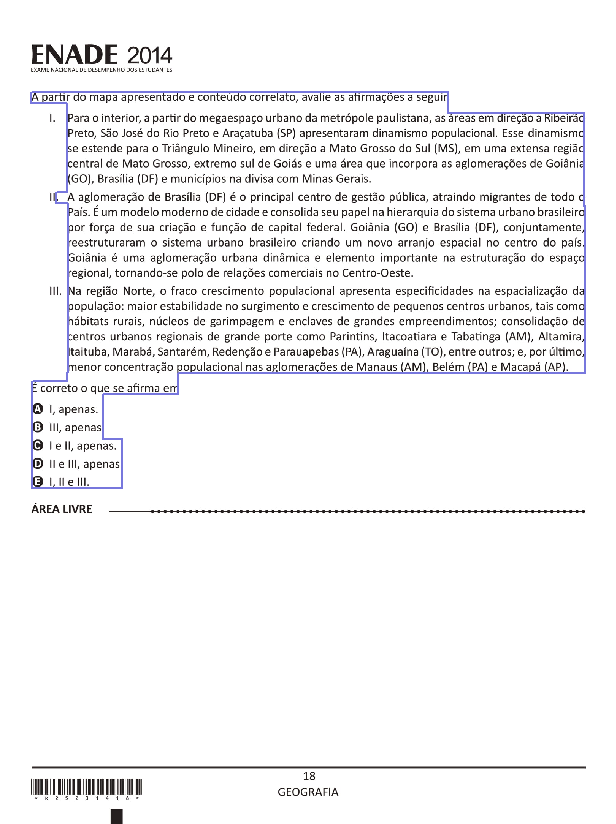 ENADE 2014
EXAME NACIONAL DE DESEMPENHO DOS ESTUDANTES
A partir do mapa apresentado e conteúdo correlato, avalie as afirmações a seguir
I. Para o interior, a partir do megaespaço urbano da metrópole paulistana, as áreas em direção a Ribeirão
Preto, São José do Rio Preto e Araçatuba (SP) apresentaram dinamismo populacional. Esse dinamismo
se estende para o Triângulo Mineiro, em direção a Mato Grosso do Sul (MS), em uma extensa região
central de Mato Grosso, extremo sul de Goiás e uma área que incorpora as aglomerações de Goiânia
(GO), Brasília (DF) e municípios na divisa com Minas Gerais.
II. A aglomeração de Brasília (DF) é o principal centro de gestão pública, atraindo migrantes de todo o
País. É um modelo moderno de cidade e consolida seu papel na hierarquia do sistema urbano brasileiro
por força de sua criação e função de capital federal. Goiânia (GO) e Brasília (DF), conjuntamente,
reestruturaram o sistema urbano brasileiro criando um novo arranjo espacial no centro do país.
Goiânia é uma aglomeração urbana dinâmica e elemento importante na estruturação do espaço
regional, tornando-se polo de relações comerciais no Centro-Oeste.
III. Na região Norte, o fraco crescimento populacional apresenta especificidades na espacialização da
população: maior estabilidade no surgimento e crescimento de pequenos centros urbanos, tais como
hábitats rurais, núcleos de garimpagem e enclaves de grandes empreendimentos; consolidação de
centros urbanos regionais de grande porte como Parintins, Itacoatiara e Tabatinga (AM), Altamira,
Itaituba, Marabá, Santarém, Redenção e Parauapebas (PA), Araguaína (TO), entre outros; e, por último,
menor concentração populacional nas aglomerações de Manaus (AM), Belém (PA) e Macapá (AP).
É correto o que se afirma em
A I, apenas.
B III, apenas
C I e II, apenas.
D II e III, apenas
E I, II e III.
ÁREA LIVRE
18
GEOGRAFIA